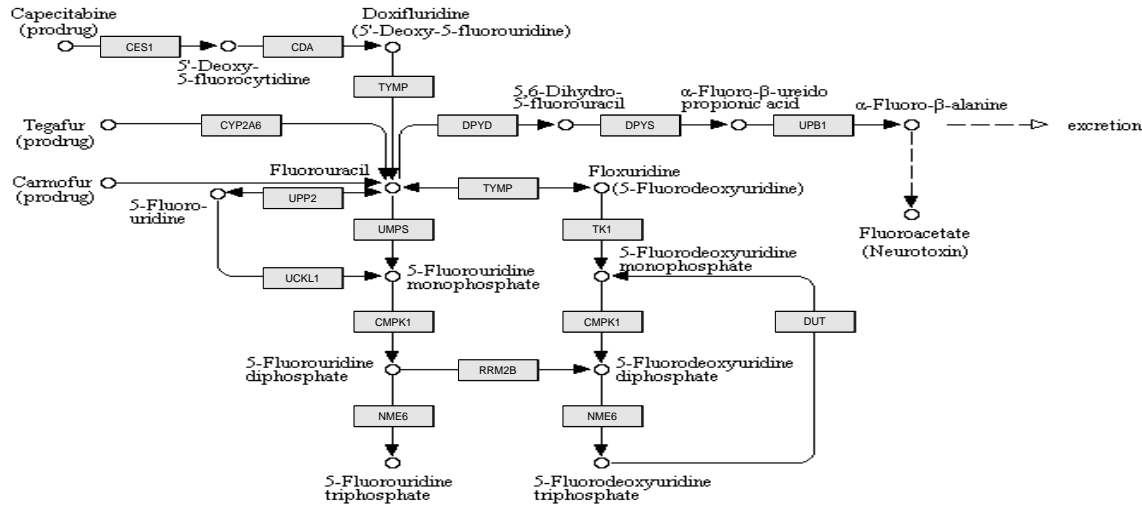 Capecitabine
(prodrug)
CES1
5'-Deoxy-
5-fluorocytidine
CDA
Doxifluridine
(5'-Deoxy-5-fluorouridine)
TYMP
Tegafur
(prodrug)
CYP2A6
DPYD
5,6-Dihydro-
5-fluorouracil
DPYS
α-Fluoro-β-ureido
propionic acid
UPB1
α-Fluoro-β-alanine
excretion
Carmofur
(prodrug)
Fluorouracil
UPP2
5-Fluoro-
uridine
TYMP
Floxuridine
(5-Fluorodeoxyuridine)
Fluoroacetate
(Neurotoxin)
UMPS
TK1
UCKL1
5-Fluorouridine
monophosphate
5-Fluorodeoxyuridine
monophosphate
CMPK1
CMPK1
DUT
5-Fluorouridine
diphosphate
RRM2B
5-Fluorodeoxyuridine
diphosphate
NME6
NME6
5-Fluorouridine
triphosphate
5-Fluorodeoxyuridine
triphosphate